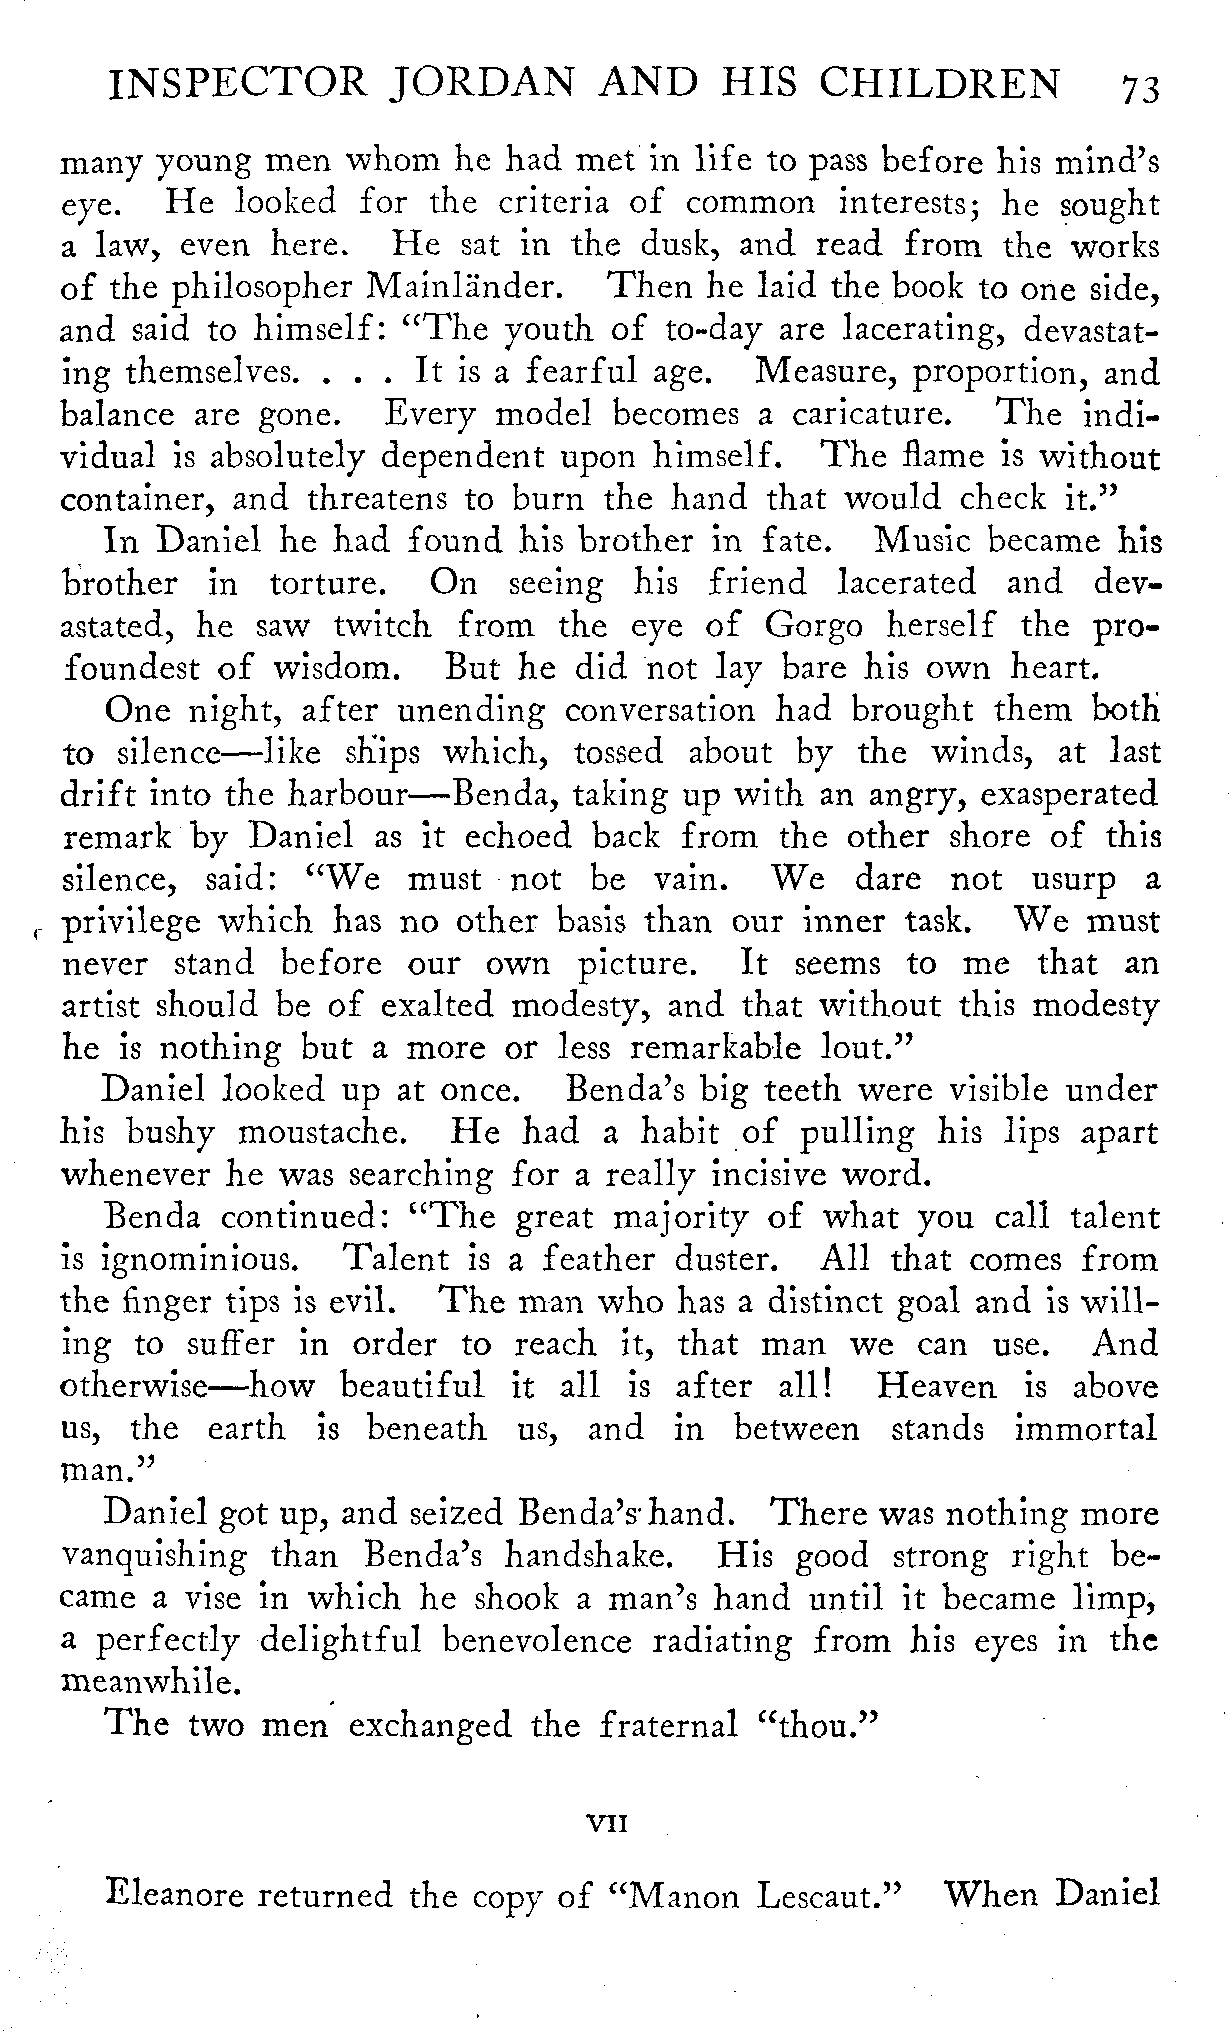 INSPECTOR JORDAN AND HIS CHILDREN 73
many young men whom he had met in life to pass before his mind's
eye. He looked for the criteria of common interests; he sought
a law, even here. He sat in the dusk, and read from the works
of the philosopher Mainländer. Then he laid the book to one side,
and said to himself: "The youth of to-day are lacerating, devastat-
ing themselves. . . . It is a fearful age. Measure, proportion, and
balance are gone. Every model becomes a caricature. The indi-
vidual is absolutely dependent upon himself. The flame is without
container, and threatens to burn the hand that would check it."
In Daniel he had found his brother in fate. Music became his
brother in torture. On seeing his friend lacerated and dev-
astated, he saw twitch from the eye of Gorgo herself the pro-
foundest of wisdom. But he did not lay bare his own heart.
One night, after unending conversation had brought them both
to silence—like ships which, tossed about by the winds, at last
drift into the harbour—Benda, taking up with an angry, exasperated
remark by Daniel as it echoed back from the other shore of this
silence, said: "We must not be vain. We dare not usurp a
privilege which has no other basis than our inner task. We must
never stand before our own picture. It seems to me that an
artist should be of exalted modesty, and that without this modesty
he is nothing but a more or less remarkable lout."
Daniel looked up at once. Benda's big teeth were visible under
his bushy moustache. He had a habit of pulling his lips apart
whenever he was searching for a really incisive word.
Benda continued: "The great majority of what you call talent
is ignominious. Talent is a feather duster. All that comes from
the finger tips is evil. The man who has a distinct goal and is will-
ing to suffer in order to reach it, that man we can use. And
otherwise—how beautiful it all is after all! Heaven is above
us, the earth is beneath us, and in between stands immortal
man."
Daniel got up, and seized Benda's hand. There was nothing more
vanquishing than Benda's handshake. His good strong right be-
came a vise in which he shook a man's hand until it became limp,
a perfectly delightful benevolence radiating from his eyes in the
meanwhile.
The two men exchanged the fraternal "thou."
VII
Eleanore returned the copy of "Manon Lescaut." When Daniel